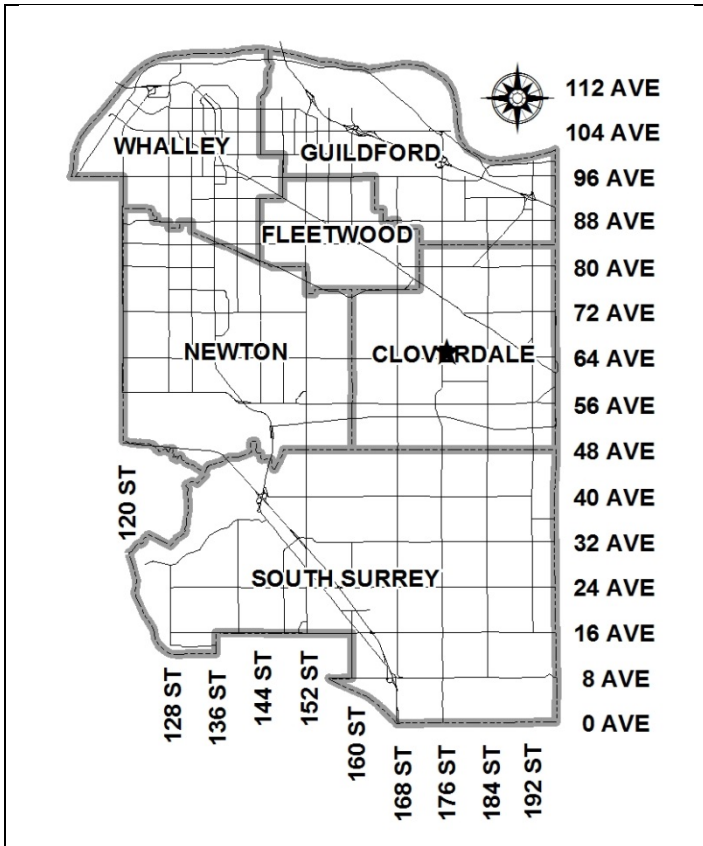 112 AVE
104 AVE
WHALLEY
GUILDFORD
96 AVE
88 AVE
FLEETWOOD
80 AVE
72 AVE
NEWTON
CLOVERDALE
64 AVE
56 AVE
48 AVE
120 ST
40 AVE
32 AVE
SOUTH SURREY
24 AVE
16 AVE
128 ST
136 ST
144 ST
152 ST
160 ST
8 AVE
0 AVE
168 ST
176 ST
184 ST
192 ST